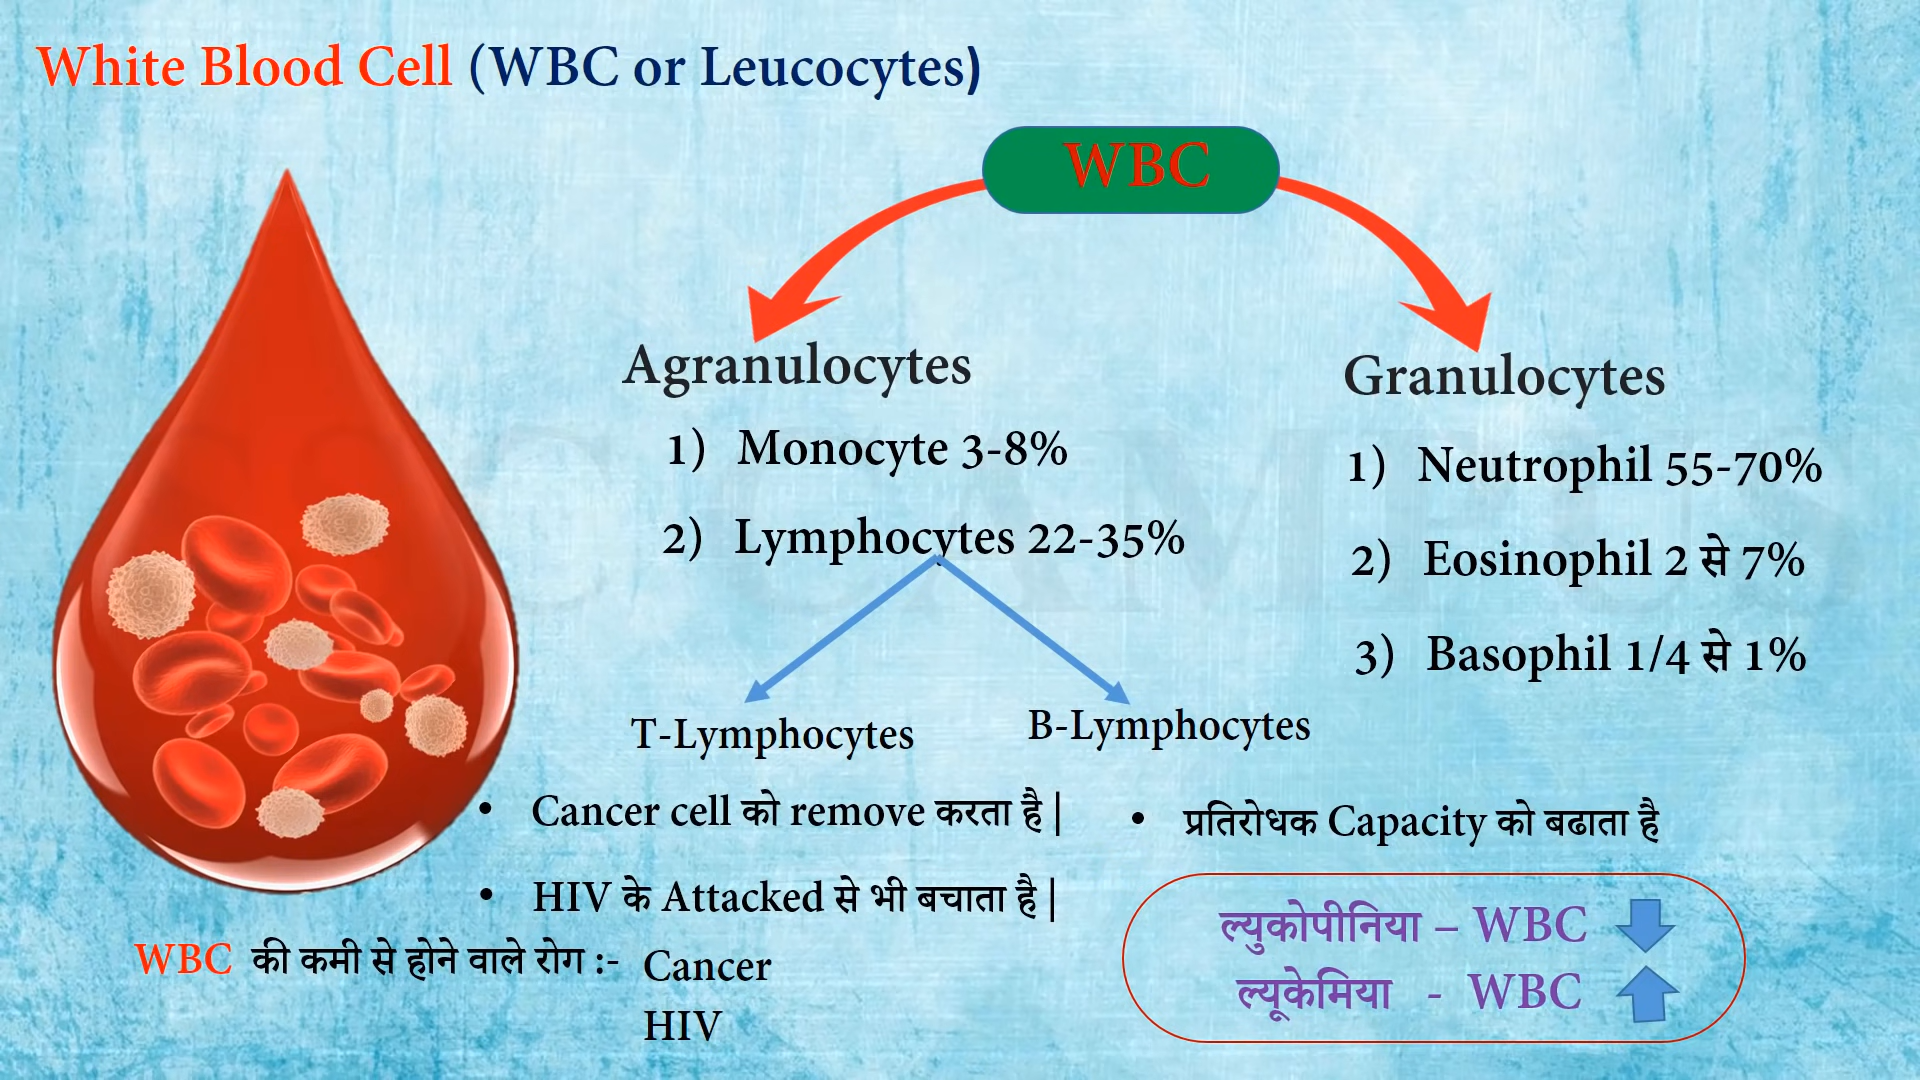 White Blood Cell (WBC or Leucocytes)
WBC
Agranulocytes
1) Monocyte 3-8%
2) Lymphocytes 22-35%
Granulocytes
1) Neutrophil 55-70%
2) Eosinophil 2 से 7%
3) Basophil 1/4 से 1%
T-Lymphocytes
• Cancer cell को remove करता है |
• HIV के Attacked से भी बचाता है |
B-Lymphocytes
• प्रतिरोधक Capacity को बढाता है
WBC की कमी से होने वाले रोग :- Cancer
HIV
ल्युकोपीनिया – WBC
ल्यूकेमिया - WBC